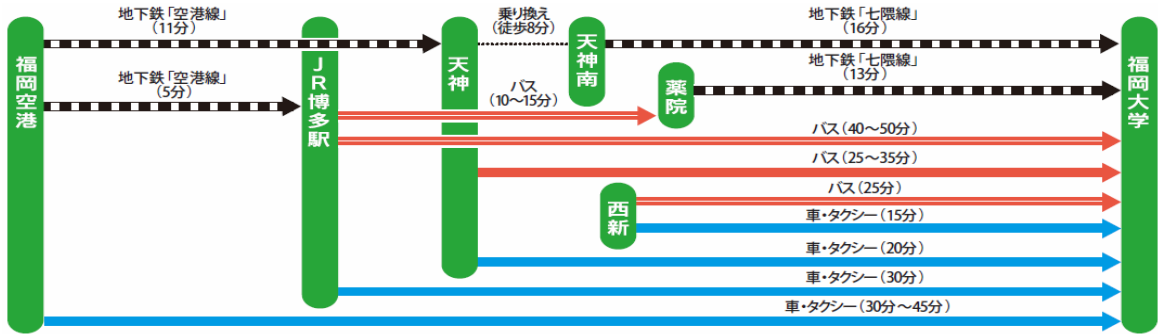 地下鉄「空港線」
(11分)
乗り換え
(徒歩8分)
地下鉄「七隈線」
(16分)
福岡空港
JR博多駅
天神
天神南
福岡大学
地下鉄「空港線」
(5分)
バス
(10〜15分)
薬院
地下鉄「七隈線」
(13分)
バス(40〜50分)
バス(25〜35分)
西新
バス(25分)
車・タクシー(15分)
車・タクシー(20分)
車・タクシー(30分)
車・タクシー(30分〜45分)